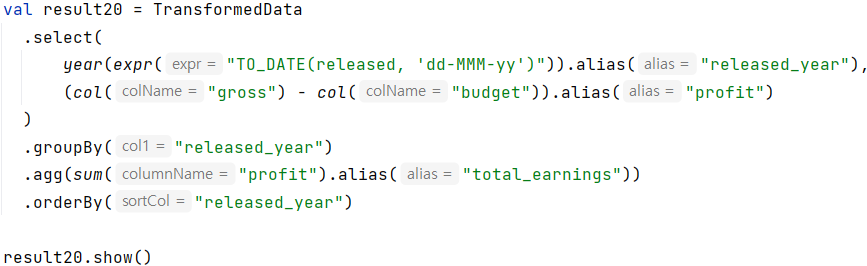 val result20 = TransformedData
.select(
year(expr( expr = "TO_DATE(released, 'dd-MMM-yy')")).alias( alias = "released_year"),
(col( colName = "gross") - col( colName = "budget")).alias( alias = "profit")
)
.groupBy( col1 = "released_year")
.agg(sum( columnName = "profit").alias( alias = "total_earnings"))
.orderBy( sortCol = "released_year")
result20.show()